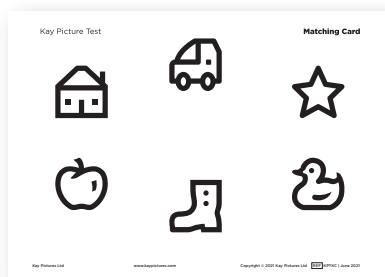 Kay Picture Test
Matching Card
Kay Pictures Ltd
www.kaypictures.com
Copyright © 2021 Kay Pictures Ltd REF KPTXC | June 2021